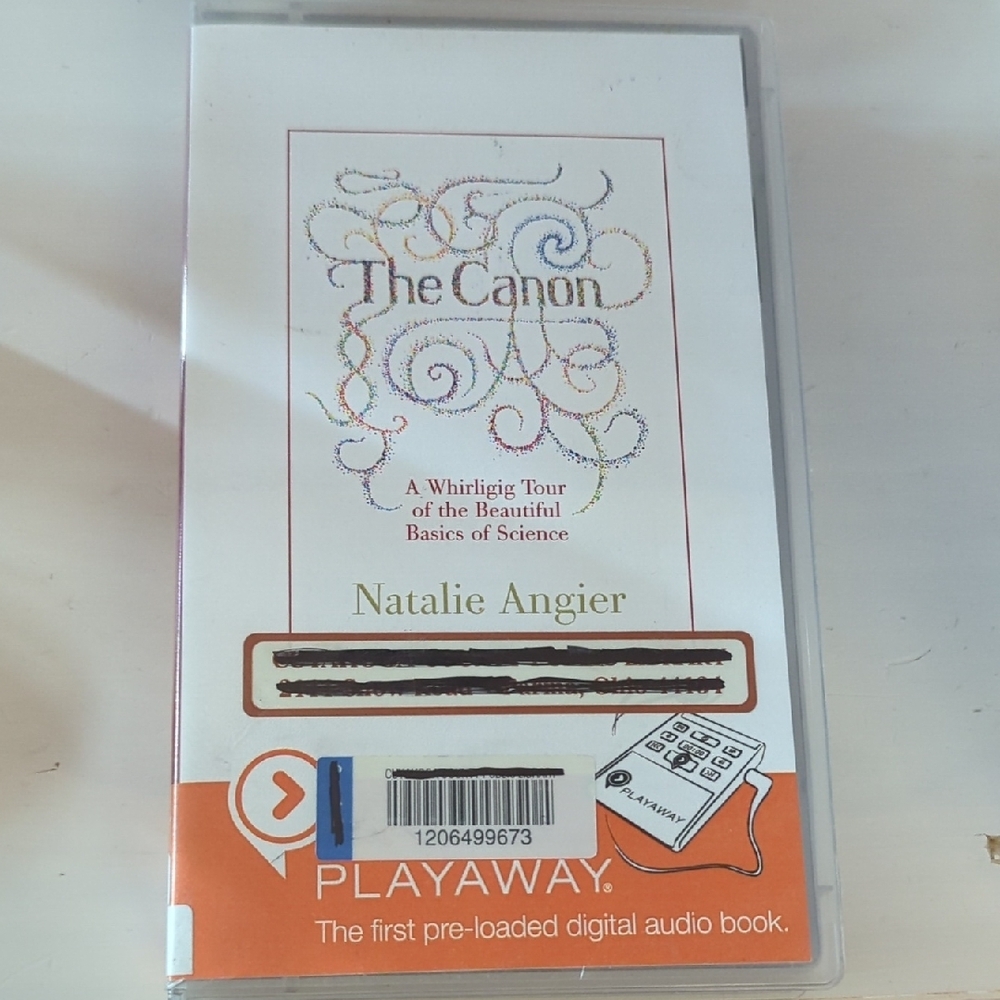 The Canon
A Whirligig Tour
of the Beautiful
Basics of Science
Natalie Angier
PLAYAWAY
1206499673
PLAYAWAY®
The first pre-loaded digital audio book.